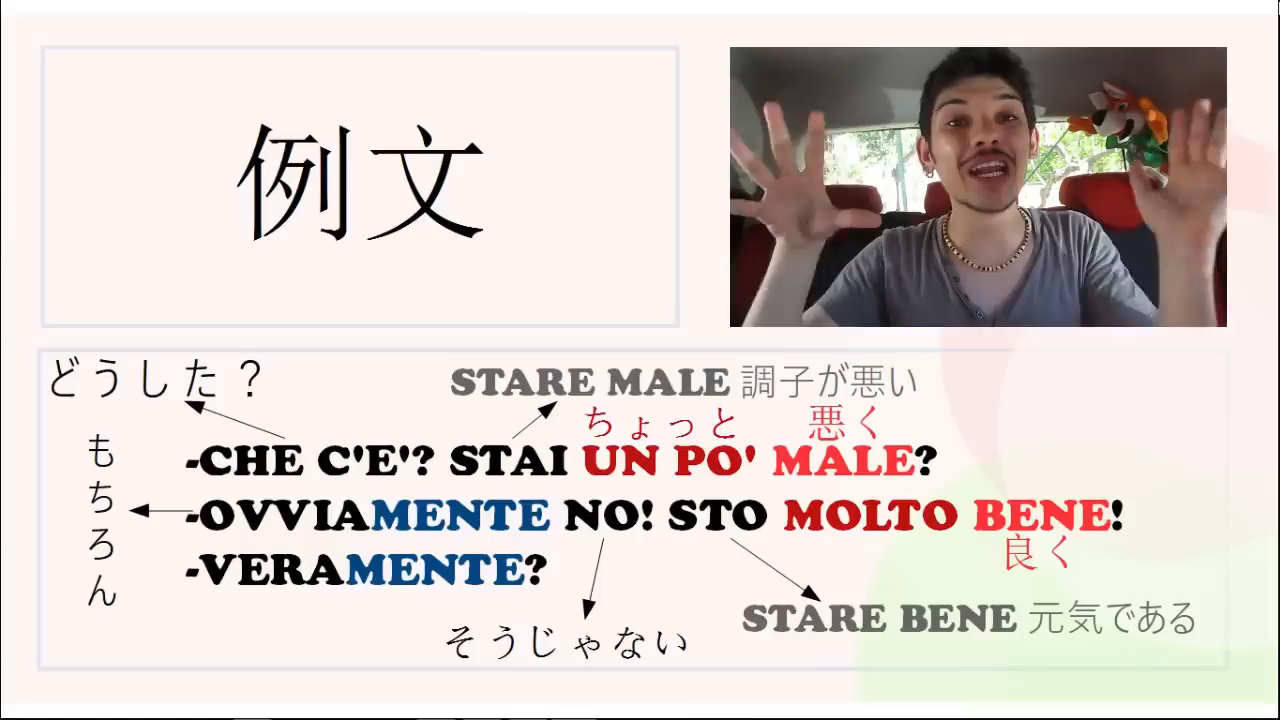 例文
どうした？
STARE MALE 調子が悪い
ちょっと 悪く
-CHE C'E'? STAI UN PO' MALE?
もちろん
-OVVIAMENTE NO! STO MOLTO BENE!
良く
-VERAMENTE?
STARE BENE 元気である
そうじゃない